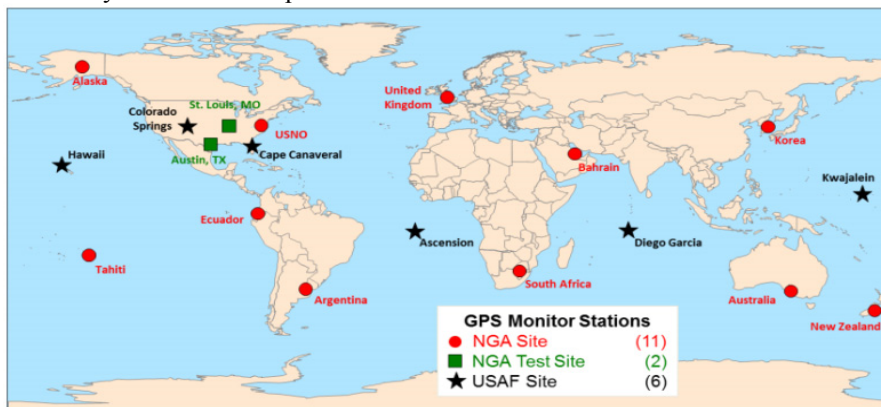 Alaska
St. Louis, MO
Colorado
Springs
USNO
Hawaii
Austin, TX
Cape Canaveral
United
Kingdom
Korea
Bahrain
Kwajalein
Ecuador
Ascension
Diego Garcia
Tahiti
South Africa
Argentina
Australia
New Zealand
GPS Monitor Stations
NGA Site (11)
NGA Test Site (2)
USAF Site (6)